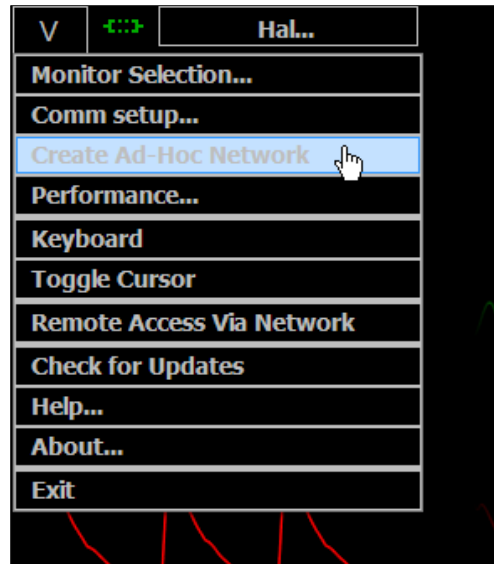 V Hal...
Monitor Selection...
Comm setup...
Create Ad-Hoc Network
Performance...
Keyboard
Toggle Cursor
Remote Access Via Network
Check for Updates
Help...
About...
Exit